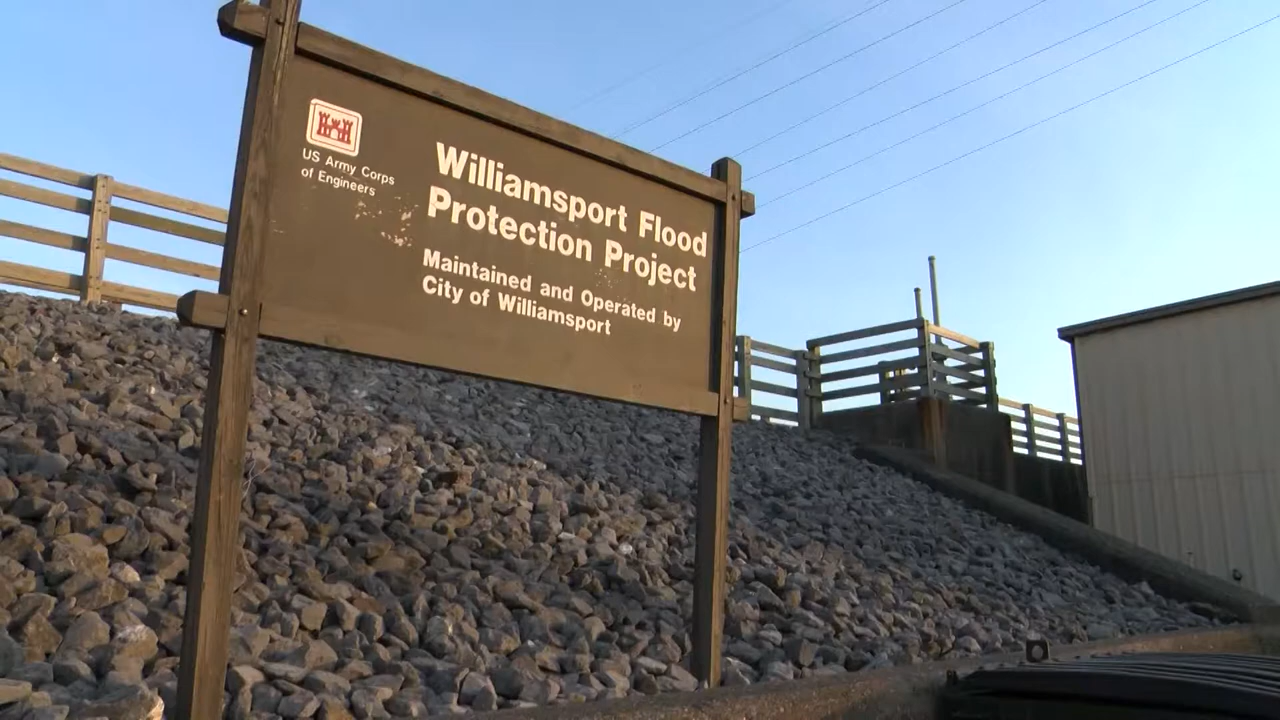 US Army Corps
of Engineers
Williamsport Flood
Protection Project
Maintained and Operated by
City of Williamsport